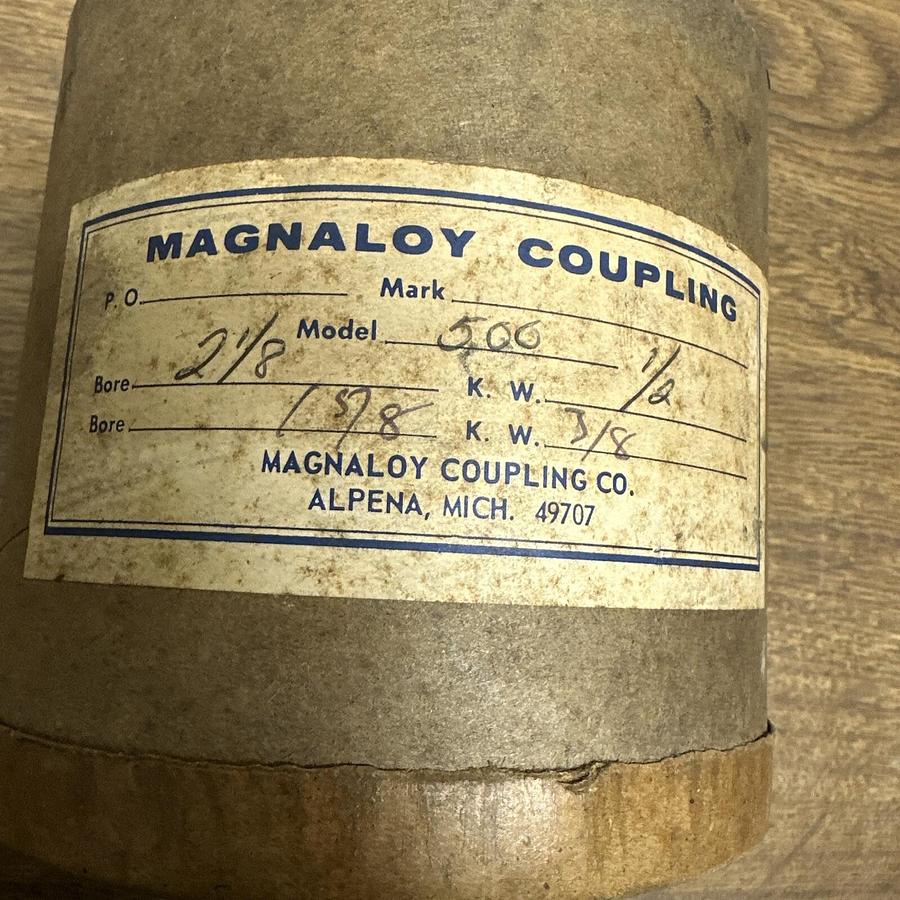 MAGNALOY COUPLING
P. O. Mark
Model 500
Bore 2 1/8 K. W. 1/2
Bore 1 5/8 K. W. 3/8
MAGNALOY COUPLING CO.
ALPENA, MICH. 49707